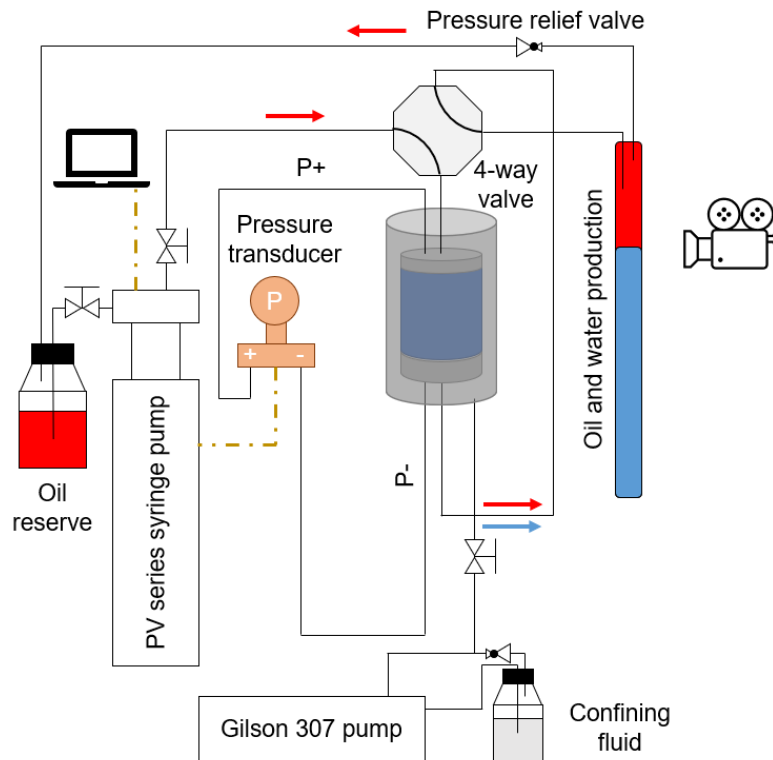 Pressure relief valve
P+
4-way
valve
Pressure
transducer
P
+ -
Oil and water production
PV series syringe pump
P-
Oil
reserve
Gilson 307 pump
Confining
fluid